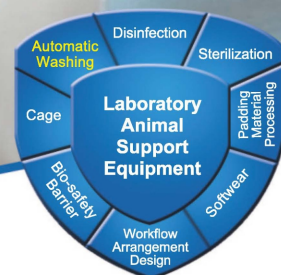 Disinfection
Automatic
Washing
Sterilization
Cage
Laboratory
Animal
Support
Equipment
Padding
Material
Processing
Bio-safety
Barrier
Softwear
Workflow
Arrangement
Design